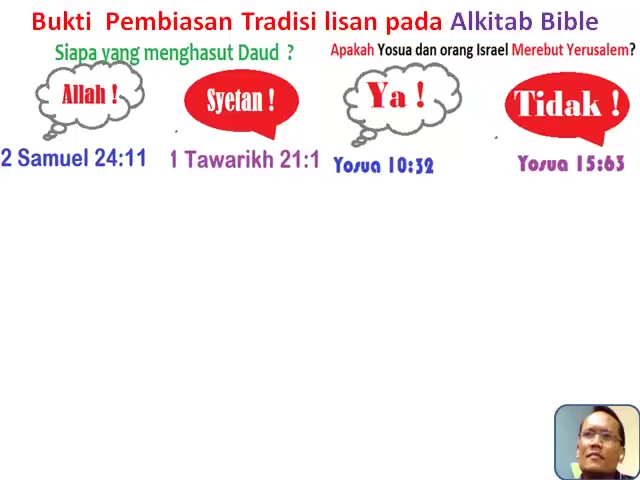 Bukti Pembiasan Tradisi lisan pada Alkitab Bible
Siapa yang menghasut Daud ?
Apakah Yosua dan orang Israel Merebut Yerusalem?
Allah !
Syetan !
Ya !
Tidak !
2 Samuel 24:11
1 Tawarikh 21:1
Yosua 10:32
Yosua 15:63